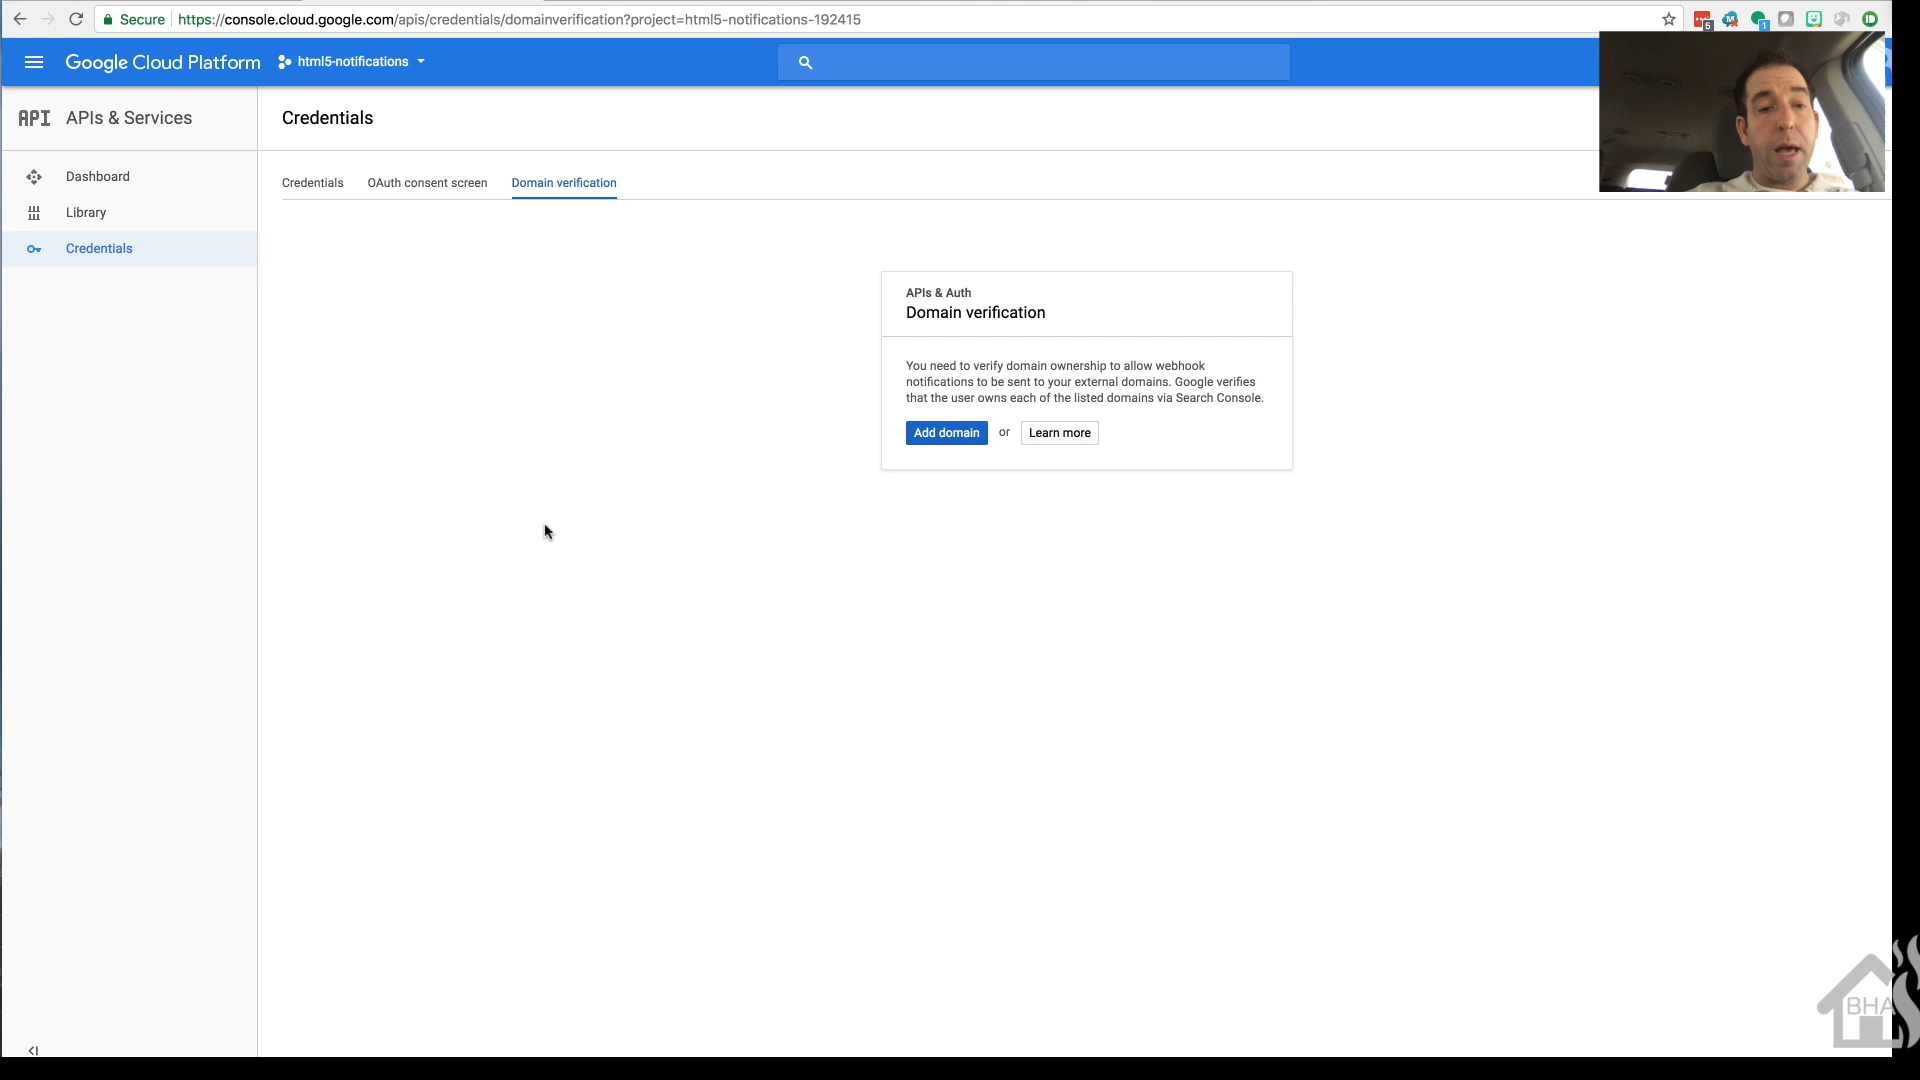 Secure https://console.cloud.google.com/apis/credentials/domainverification?project=html5-notifications-192415
5
1
Google Cloud Platform html5-notifications
API APIs & Services
Credentials
Dashboard
Library
Credentials
Credentials OAuth consent screen Domain verification
APIs & Auth
Domain verification
You need to verify domain ownership to allow webhook
notifications to be sent to your external domains. Google verifies
that the user owns each of the listed domains via Search Console.
Add domain or Learn more
BHA